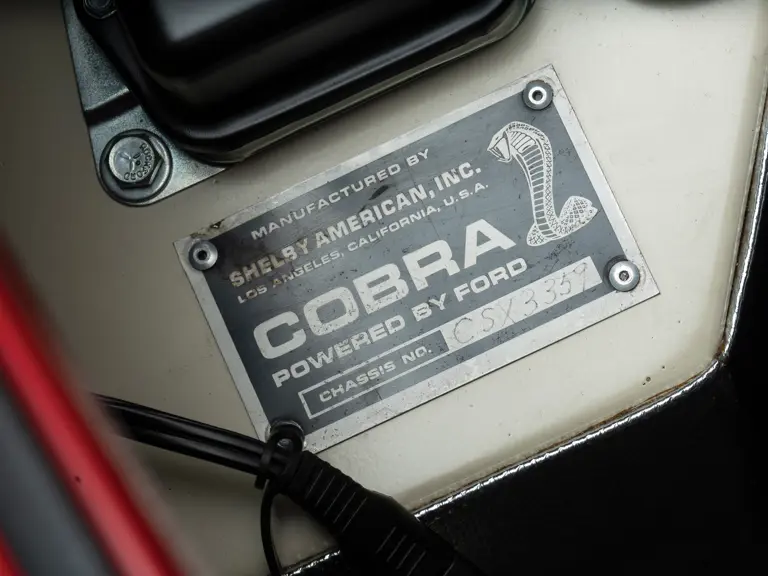 MANUFACTURED BY
SHELBY AMERICAN, INC.
LOS ANGELES, CALIFORNIA, U.S.A.
COBRA
POWERED BY FORD
CHASSIS NO. CSX3359